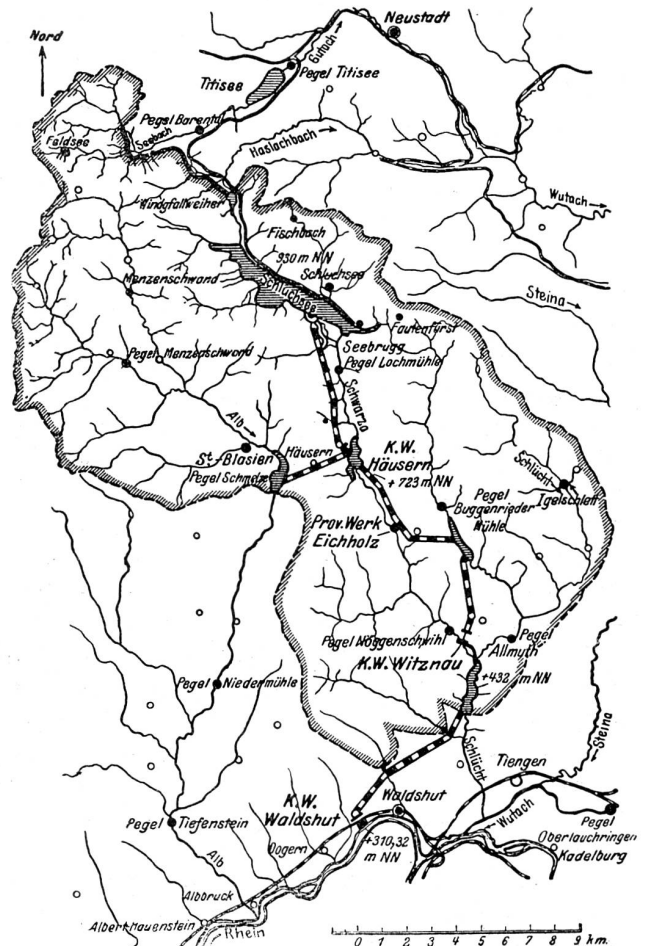 Nord
Neustadt
Gutach
Pegel Titisee
Titisee
Pegel Bärental
Seebach
Haslachbach
Feldsee
Wutach
Windgfällweiher
Fischbach
930 m NN
Schluchsee
Menzenschwand
Schluchsee
Steina
Faulenfürst
Seebrugg
Pegel Menzenschwand
Pegel Lochmühle
Schwarza
Alb
St-Blasien
Häusern
K.W.
Häusern
+ 723 m NN
Pegel Schmelze
Schlücht
Igelschlatt
Pegel
Buggenrieder
Mühle
Prov. Werk
Eichholz
Pegel Nöggenschwihl
Pegel
Allmuth
K.W. Witznau
+432
m NN
Pegel Niedermühle
Steina
Schlücht
Tiengen
K.W.
Waldshut
Waldshut
Pegel Tiefenstein
Wutach
Pegel
Oberlauchringen
Kadelburg
+310,32
m NN
Dogern
Alb
Albbruck
Albert-Hauenstein
Rhein
0 1 2 3 4 5 6 7 8 9 km.